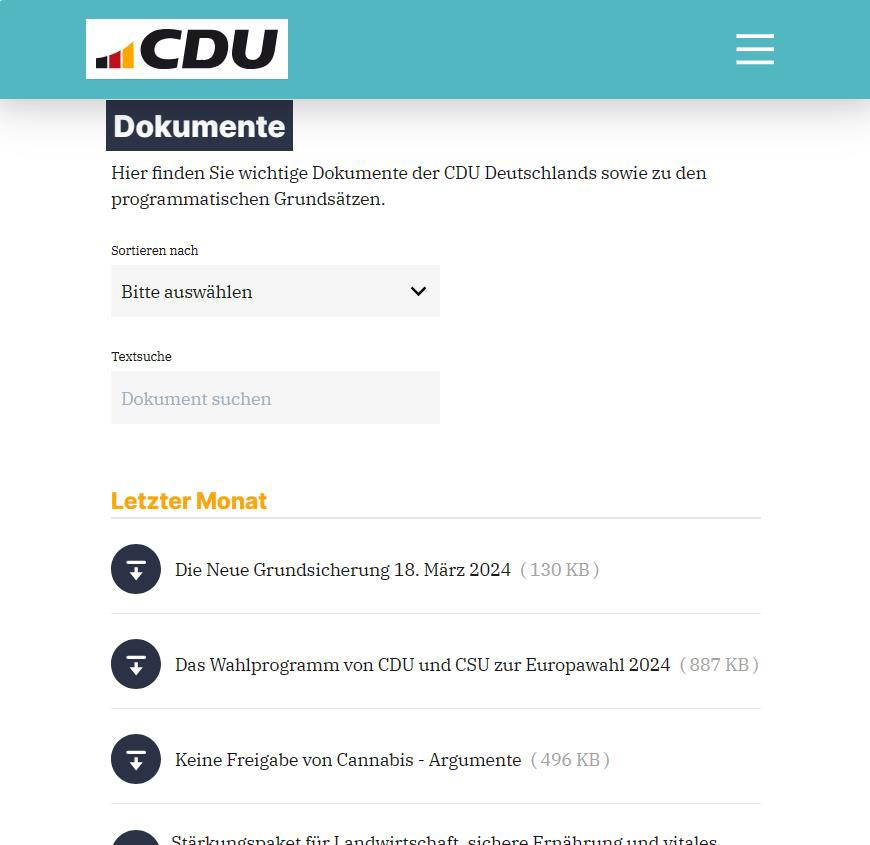 CDU
Dokumente
Hier finden Sie wichtige Dokumente der CDU Deutschlands sowie zu den
programmatischen Grundsätzen.
Sortieren nach
Bitte auswählen
Textsuche
Dokument suchen
Letzter Monat
Die Neue Grundsicherung 18. März 2024 ( 130 KB )
Das Wahlprogramm von CDU und CSU zur Europawahl 2024 ( 887 KB )
Keine Freigabe von Cannabis - Argumente ( 496 KB )
Stärkungspaket für Landwirtschaft, sichere Ernährung und vitales